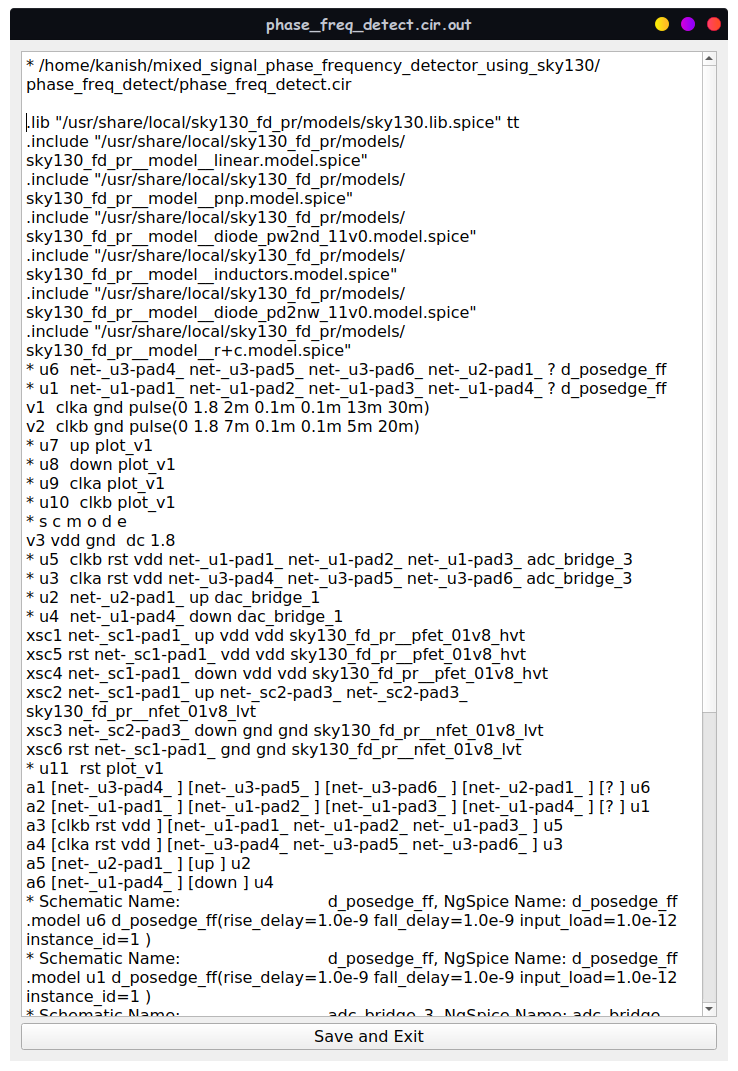 phase_freq_detect.cir.out
* /home/kanish/mixed_signal_phase_frequency_detector_using_sky130/
phase_freq_detect/phase_freq_detect.cir
.lib "/usr/share/local/sky130_fd_pr/models/sky130.lib.spice" tt
.include "/usr/share/local/sky130_fd_pr/models/
sky130_fd_pr__model__linear.model.spice"
.include "/usr/share/local/sky130_fd_pr/models/
sky130_fd_pr__model__pnp.model.spice"
.include "/usr/share/local/sky130_fd_pr/models/
sky130_fd_pr__model__diode_pw2nd_11v0.model.spice"
.include "/usr/share/local/sky130_fd_pr/models/
sky130_fd_pr__model__inductors.model.spice"
.include "/usr/share/local/sky130_fd_pr/models/
sky130_fd_pr__model__diode_pd2nw_11v0.model.spice"
.include "/usr/share/local/sky130_fd_pr/models/
sky130_fd_pr__model__r+c.model.spice"
* u6  net-_u3-pad4_ net-_u3-pad5_ net-_u3-pad6_ net-_u2-pad1_ ? d_posedge_ff
* u1  net-_u1-pad1_ net-_u1-pad2_ net-_u1-pad3_ net-_u1-pad4_ ? d_posedge_ff
v1  clka gnd pulse(0 1.8 2m 0.1m 0.1m 13m 30m)
v2  clkb gnd pulse(0 1.8 7m 0.1m 0.1m 5m 20m)
* u7  up plot_v1
* u8  down plot_v1
* u9  clka plot_v1
* u10  clkb plot_v1
* s c m o d e
v3 vdd gnd  dc 1.8
* u5  clkb rst vdd net-_u1-pad1_ net-_u1-pad2_ net-_u1-pad3_ adc_bridge_3
* u3  clka rst vdd net-_u3-pad4_ net-_u3-pad5_ net-_u3-pad6_ adc_bridge_3
* u2  net-_u2-pad1_ up dac_bridge_1
* u4  net-_u1-pad4_ down dac_bridge_1
xsc1 net-_sc1-pad1_ up vdd vdd sky130_fd_pr__pfet_01v8_hvt
xsc5 rst net-_sc1-pad1_ vdd vdd sky130_fd_pr__pfet_01v8_hvt
xsc4 net-_sc1-pad1_ down vdd vdd sky130_fd_pr__pfet_01v8_hvt
xsc2 net-_sc1-pad1_ up net-_sc2-pad3_ net-_sc2-pad3_
sky130_fd_pr__nfet_01v8_lvt
xsc3 net-_sc2-pad3_ down gnd gnd sky130_fd_pr__nfet_01v8_lvt
xsc6 rst net-_sc1-pad1_ gnd gnd sky130_fd_pr__nfet_01v8_lvt
* u11  rst plot_v1
a1 [net-_u3-pad4_ ] [net-_u3-pad5_ ] [net-_u3-pad6_ ] [net-_u2-pad1_ ] [? ] u6
a2 [net-_u1-pad1_ ] [net-_u1-pad2_ ] [net-_u1-pad3_ ] [net-_u1-pad4_ ] [? ] u1
a3 [clkb rst vdd ] [net-_u1-pad1_ net-_u1-pad2_ net-_u1-pad3_ ] u5
a4 [clka rst vdd ] [net-_u3-pad4_ net-_u3-pad5_ net-_u3-pad6_ ] u3
a5 [net-_u2-pad1_ ] [up ] u2
a6 [net-_u1-pad4_ ] [down ] u4
* Schematic Name: d_posedge_ff, NgSpice Name: d_posedge_ff
.model u6 d_posedge_ff(rise_delay=1.0e-9 fall_delay=1.0e-9 input_load=1.0e-12
instance_id=1 )
* Schematic Name: d_posedge_ff, NgSpice Name: d_posedge_ff
.model u1 d_posedge_ff(rise_delay=1.0e-9 fall_delay=1.0e-9 input_load=1.0e-12
instance_id=1 )
* Schematic Name: adc_bridge_3, NgSpice Name: adc_bridge
Save and Exit